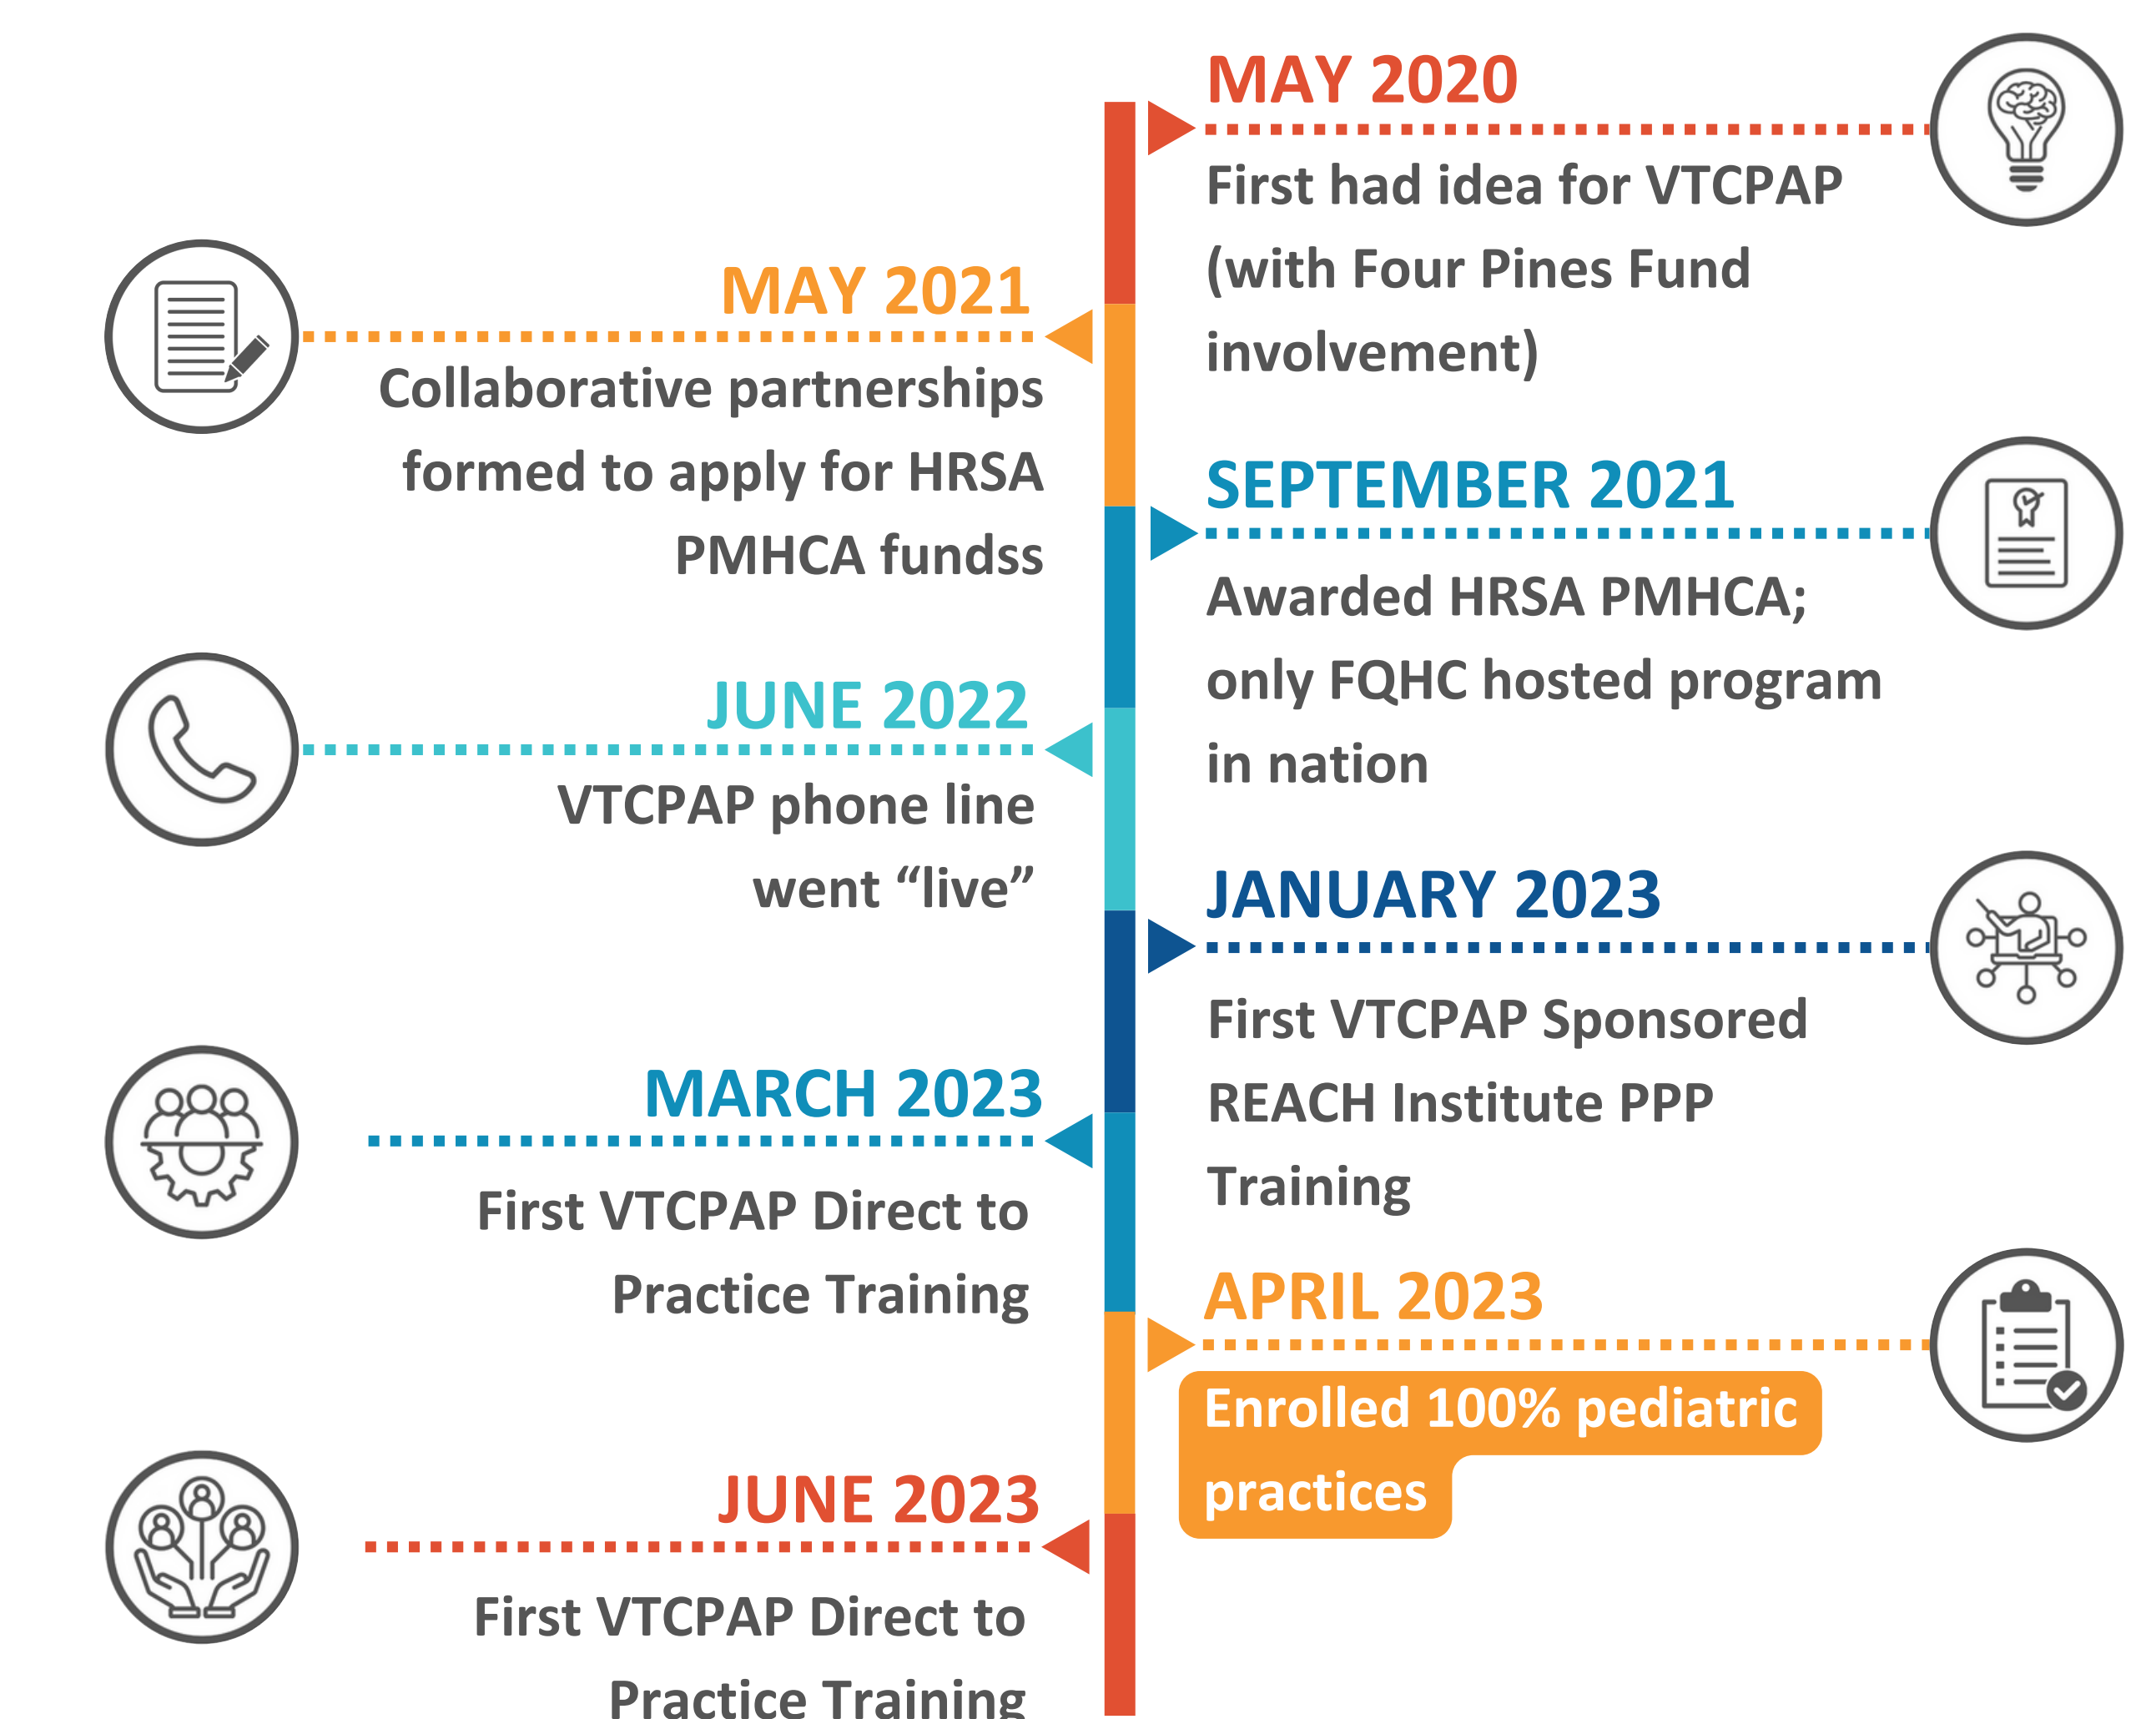 MAY 2020
First had idea for VTCPAP
(with Four Pines Fund
involvement)
MAY 2021
Collaborative partnerships
formed to apply for HRSA
PMHCA fundss
SEPTEMBER 2021
Awarded HRSA PMHCA;
only FQHC hosted program
in nation
JUNE 2022
VTCPAP phone line
went “live”
JANUARY 2023
First VTCPAP Sponsored
REACH Institute PPP
Training
MARCH 2023
First VTCPAP Direct to
Practice Training
APRIL 2023
Enrolled 100% pediatric
practices
JUNE 2023
First VTCPAP Direct to
Practice Training